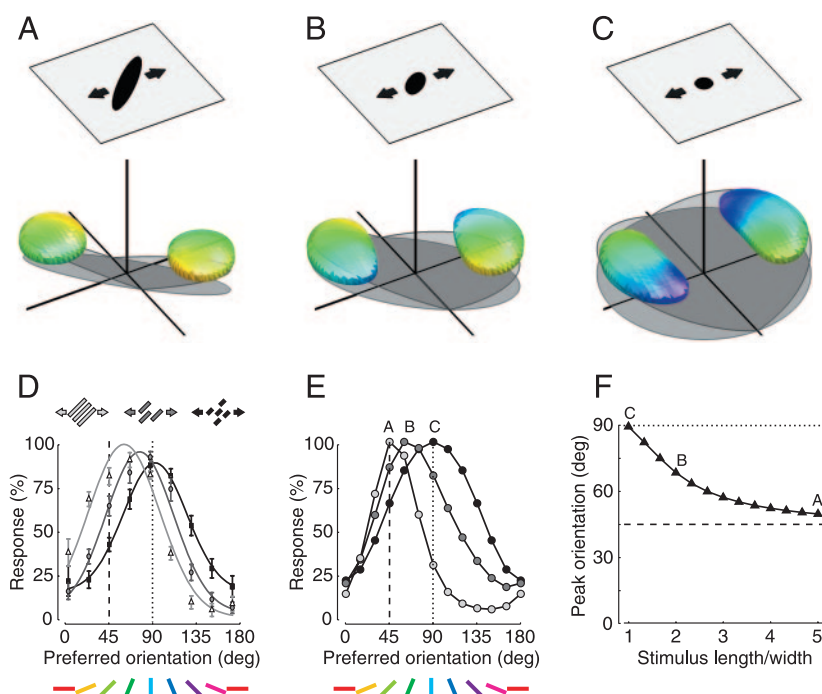 A
B
C
D
E
F
A B C
C
B
A
100
75
50
25
0
Response (%)
0 45 90 135 180
Preferred orientation (deg)
100
75
50
25
0
Response (%)
0 45 90 135 180
Preferred orientation (deg)
90
50
0
Peak orientation (deg)
1 2 3 4 5
Stimulus length/width